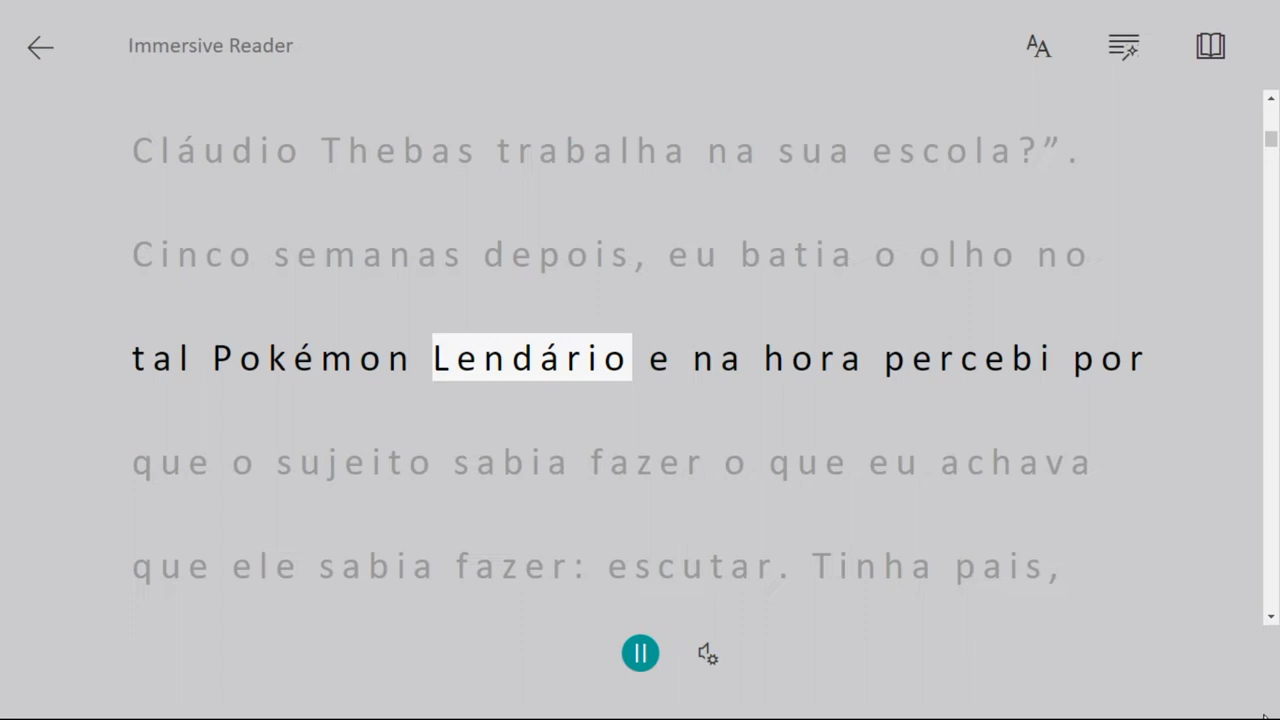 Immersive Reader
Cláudio Thebas trabalha na sua escola?”.
Cinco semanas depois, eu batia o olho no
tal Pokémon Lendário e na hora percebi por
que o sujeito sabia fazer o que eu achava
que ele sabia fazer: escutar. Tinha pais,